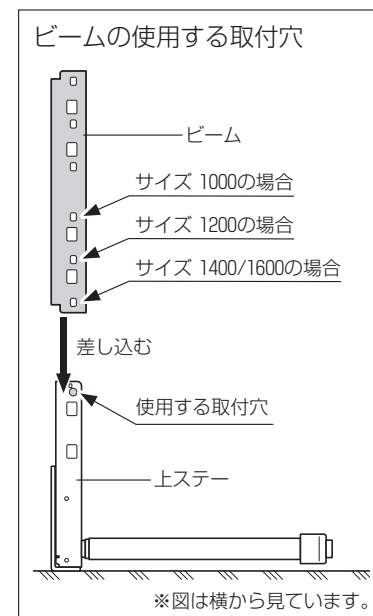 ビームの使用する取付穴
ビーム
サイズ 1000の場合
サイズ 1200の場合
サイズ 1400/1600の場合
差し込む
使用する取付穴
上ステー
※図は横から見ています。